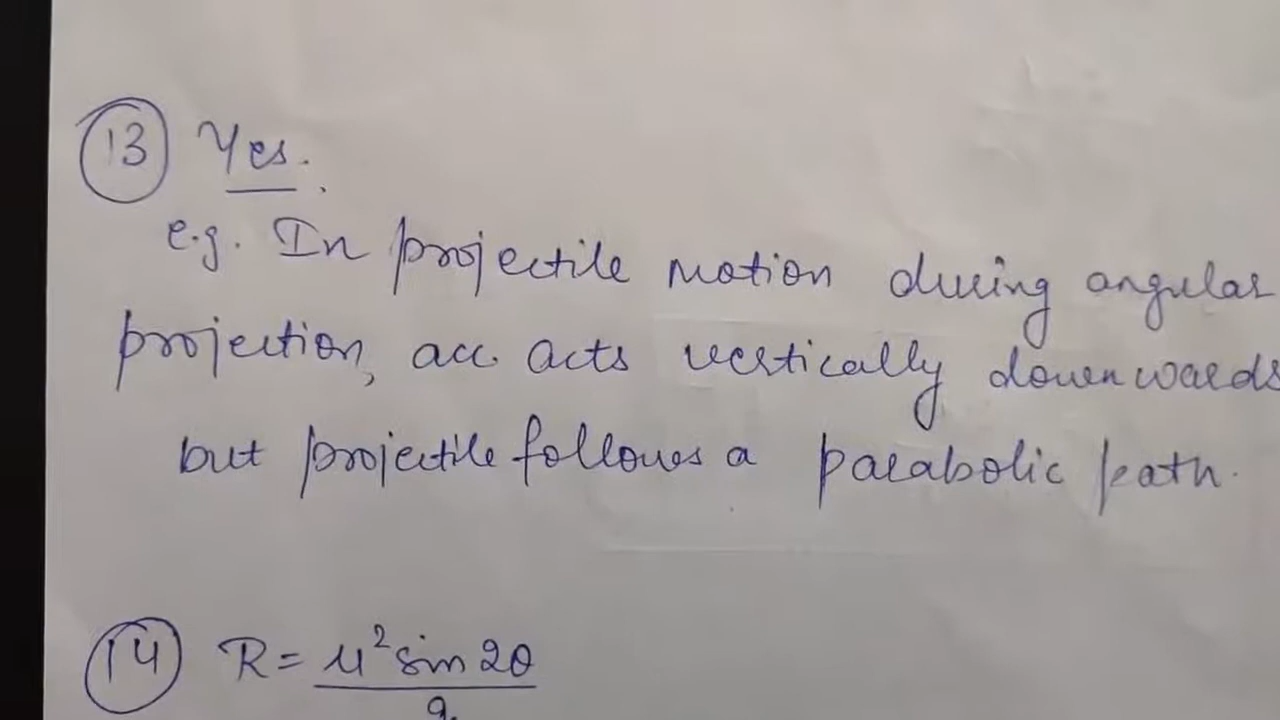 13 Yes.
e.g. In projectile motion during angular
projection, acc acts vertically downwards
but projectile follows a parabolic path.
14 R = u² sin 2θ
g